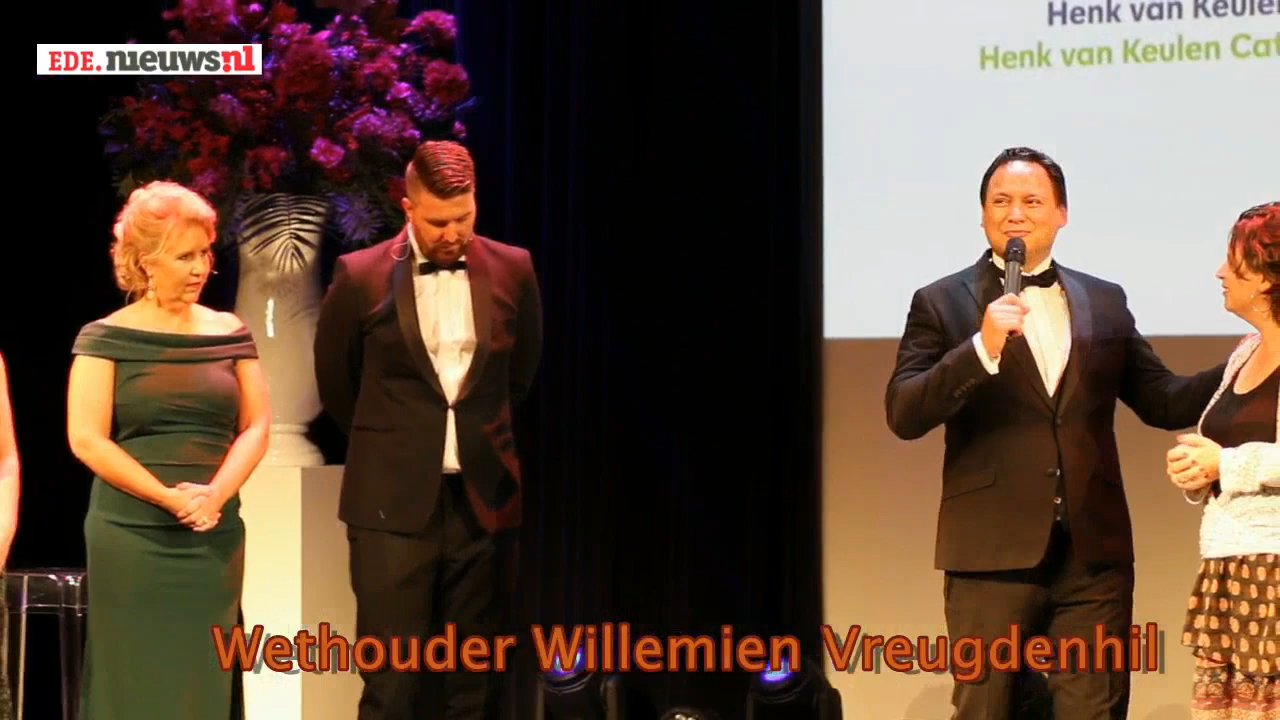 EDE.nieuws.nl
Henk van Keulen
Henk van Keulen Cat
Wethouder Willemien Vreugdenhil